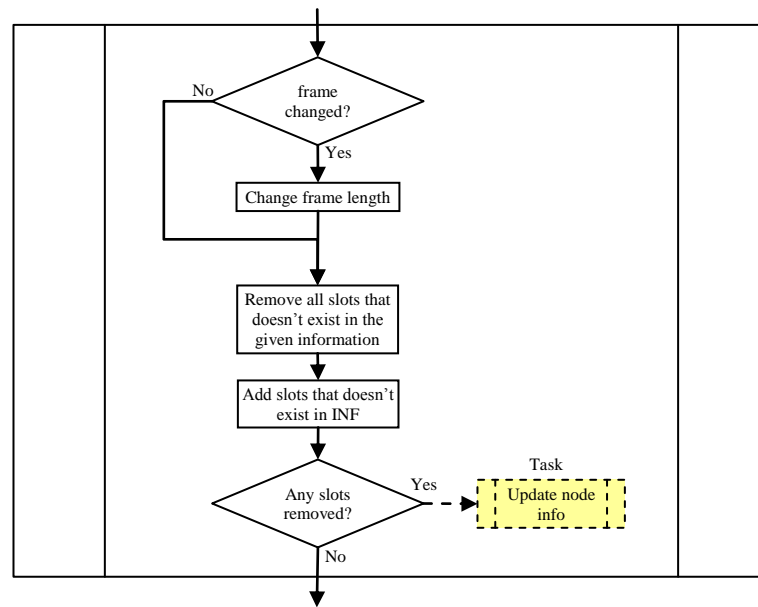 No
frame
changed?
Yes
Change frame length
Remove all slots that
doesn't exist in the
given information
Add slots that doesn't
exist in INF
Any slots
removed?
Yes
Task
Update node
info
No